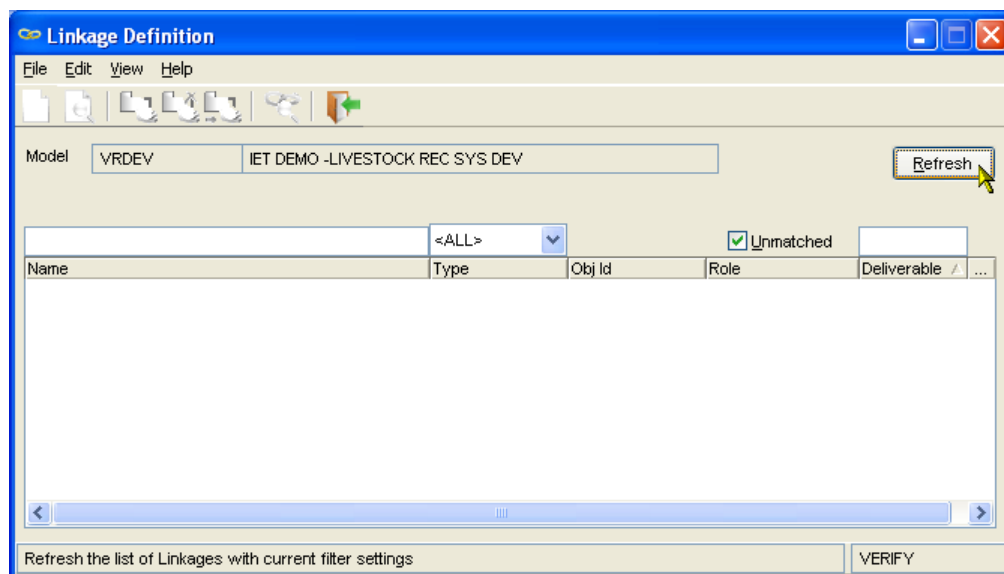 Linkage Definition
File Edit View Help
Model VRDEV IET DEMO -LIVESTOCK REC SYS DEV Refresh
<ALL> Unmatched
Name Type Obj Id Role Deliverable ...
Refresh the list of Linkages with current filter settings VERIFY